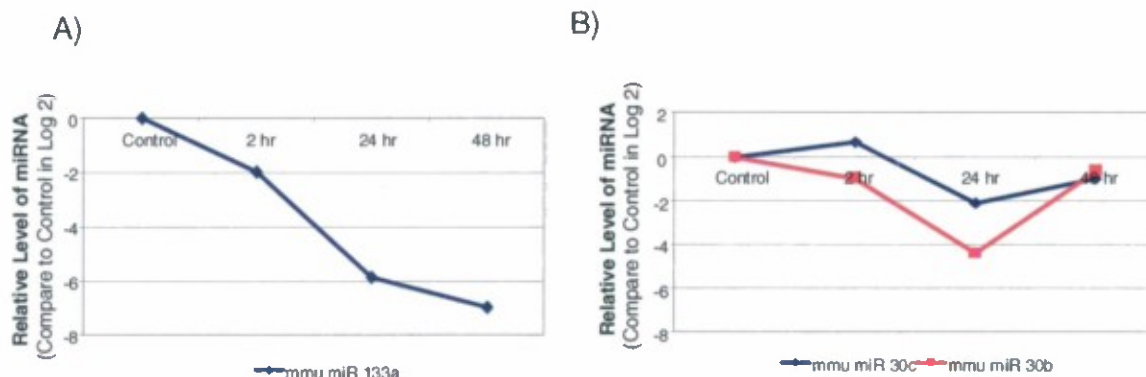 A)
Relative Level of miRNA
(Compare to Control in Log 2)
0
-2
-4
-6
-8
Control
2 hr
24 hr
48 hr
mmu miR 133a
B)
Relative Level of miRNA
(Compare to Control in Log 2)
2
0
-2
-4
-6
-8
Control
2 hr
24 hr
48 hr
mmu miR 30c
mmu miR 30b